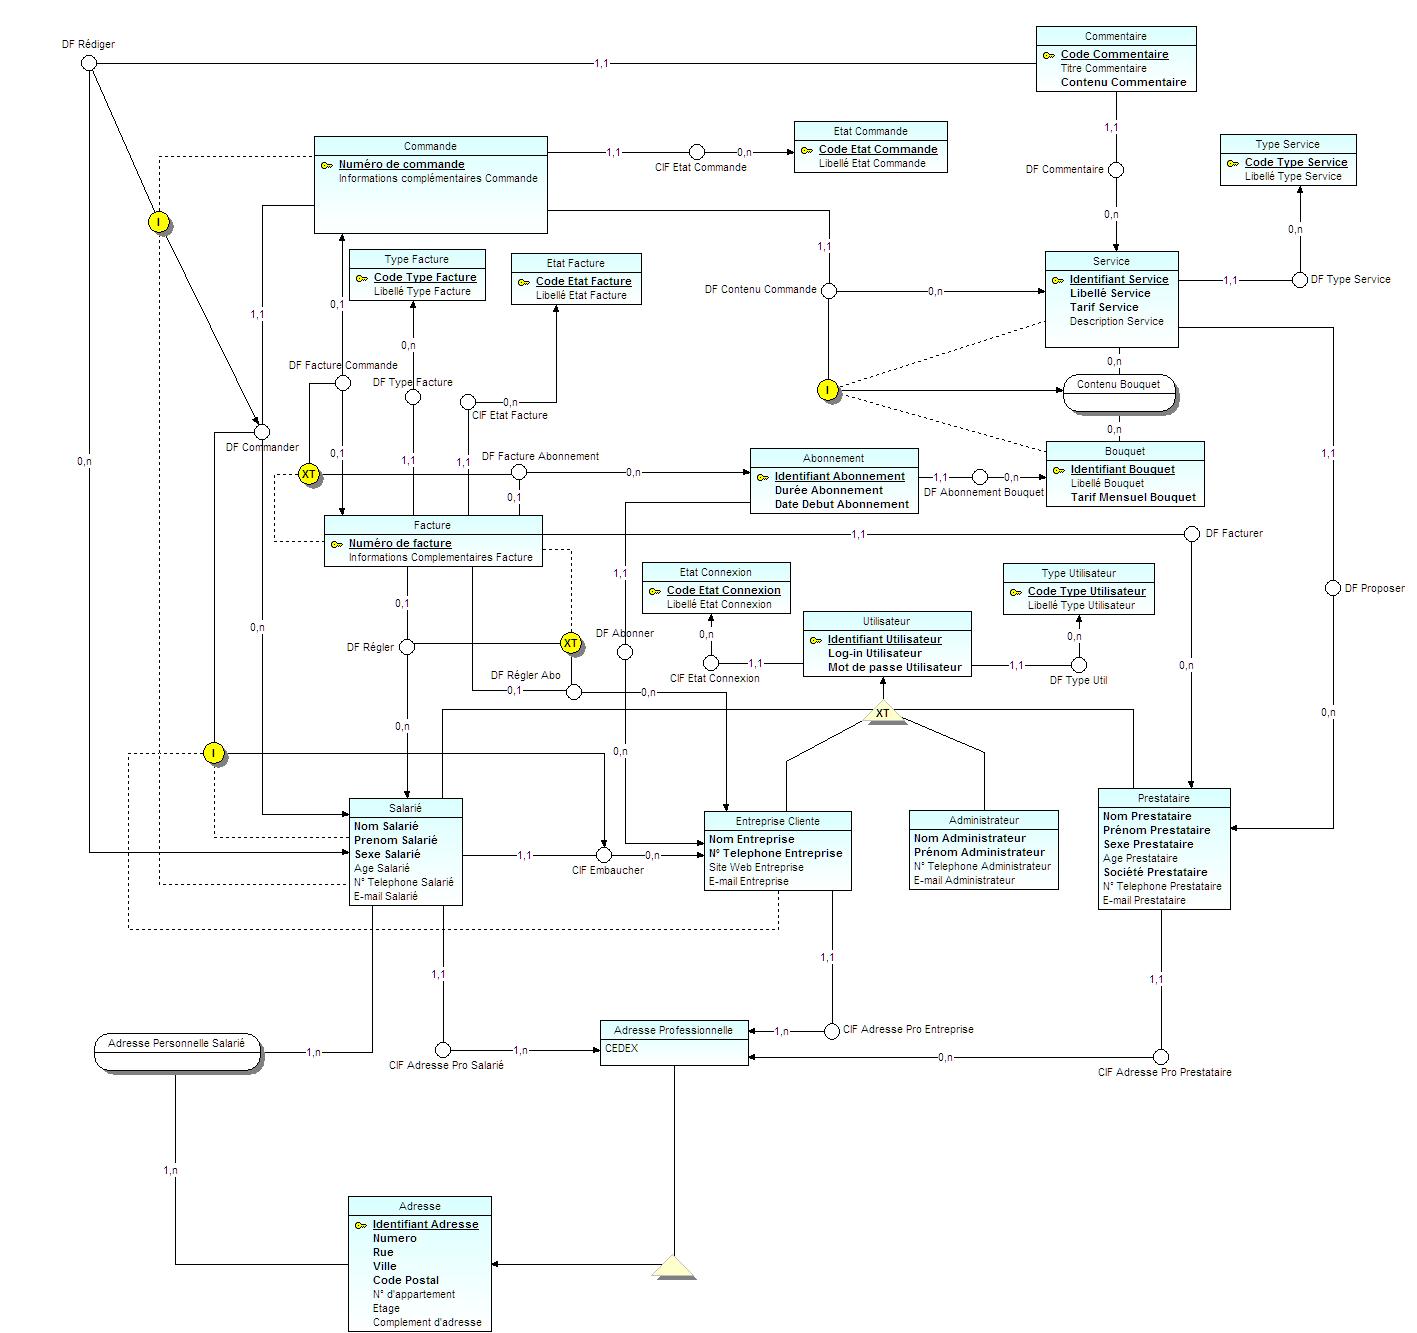 DF Rédiger
1,1
Commentaire
Code Commentaire
Titre Commentaire
Contenu Commentaire
1,1
DF Commentaire
0,n
Commande
Numéro de commande
Informations complémentaires Commande
1,1
CIF Etat Commande
0,n
Etat Commande
Code Etat Commande
Libellé Etat Commande
Type Service
Code Type Service
Libellé Type Service
0,n
1,1
DF Type Service
I
Type Facture
Code Type Facture
Libellé Type Facture
Etat Facture
Code Etat Facture
Libellé Etat Facture
1,1
DF Contenu Commande
0,n
Service
Identifiant Service
Libellé Service
Tarif Service
Description Service
1,1
0,1
0,n
DF Facture Commande
DF Type Facture
0,n
CIF Etat Facture
I
0,n
Contenu Bouquet
0,n
DF Commander
0,1
1,1
1,1
XT
DF Facture Abonnement
0,n
0,1
Abonnement
Identifiant Abonnement
Durée Abonnement
Date Debut Abonnement
1,1
DF Abonnement Bouquet
0,n
Bouquet
Identifiant Bouquet
Libellé Bouquet
Tarif Mensuel Bouquet
1,1
0,n
Facture
Numéro de facture
Informations Complementaires Facture
1,1
DF Facturer
DF Proposer
0,1
DF Régler
XT
1,1
DF Abonner
DF Régler Abo
0,1
0,n
Etat Connexion
Code Etat Connexion
Libellé Etat Connexion
0,n
CIF Etat Connexion
1,1
Utilisateur
Identifiant Utilisateur
Log-in Utilisateur
Mot de passe Utilisateur
Type Utilisateur
Code Type Utilisateur
Libellé Type Utilisateur
0,n
1,1
DF Type Util
0,n
0,n
0,n
XT
0,n
0,n
0,n
I
Salarié
Nom Salarié
Prenom Salarié
Sexe Salarié
Age Salarié
N° Telephone Salarié
E-mail Salarié
1,1
CIF Embaucher
0,n
Entreprise Cliente
Nom Entreprise
N° Telephone Entreprise
Site Web Entreprise
E-mail Entreprise
Administrateur
Nom Administrateur
Prénom Administrateur
N° Telephone Administrateur
E-mail Administrateur
Prestataire
Nom Prestataire
Prénom Prestataire
Sexe Prestataire
Age Prestataire
Société Prestataire
N° Telephone Prestataire
E-mail Prestataire
1,1
1,1
1,1
Adresse Personnelle Salarié
1,n
CIF Adresse Pro Salarié
1,n
Adresse Professionnelle
CEDEX
1,n
CIF Adresse Pro Entreprise
0,n
CIF Adresse Pro Prestataire
1,n
Adresse
Identifiant Adresse
Numero
Rue
Ville
Code Postal
N° d'appartement
Etage
Complement d'adresse